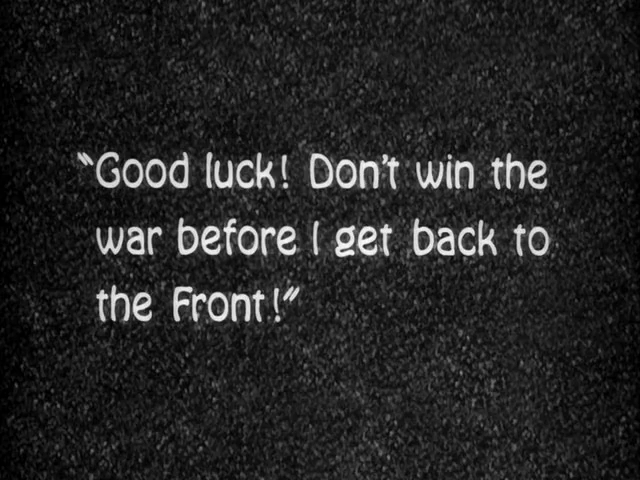 “Good luck! Don't win the
war before I get back to
the Front!”